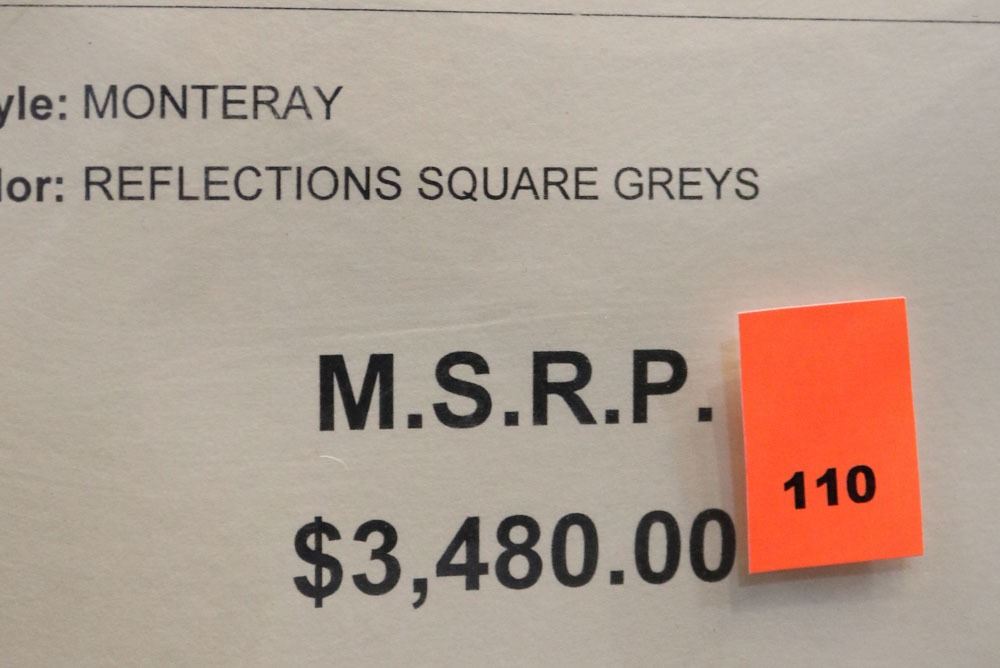 yle: MONTERAY
lor: REFLECTIONS SQUARE GREYS
M.S.R.P.
$3,480.00
110